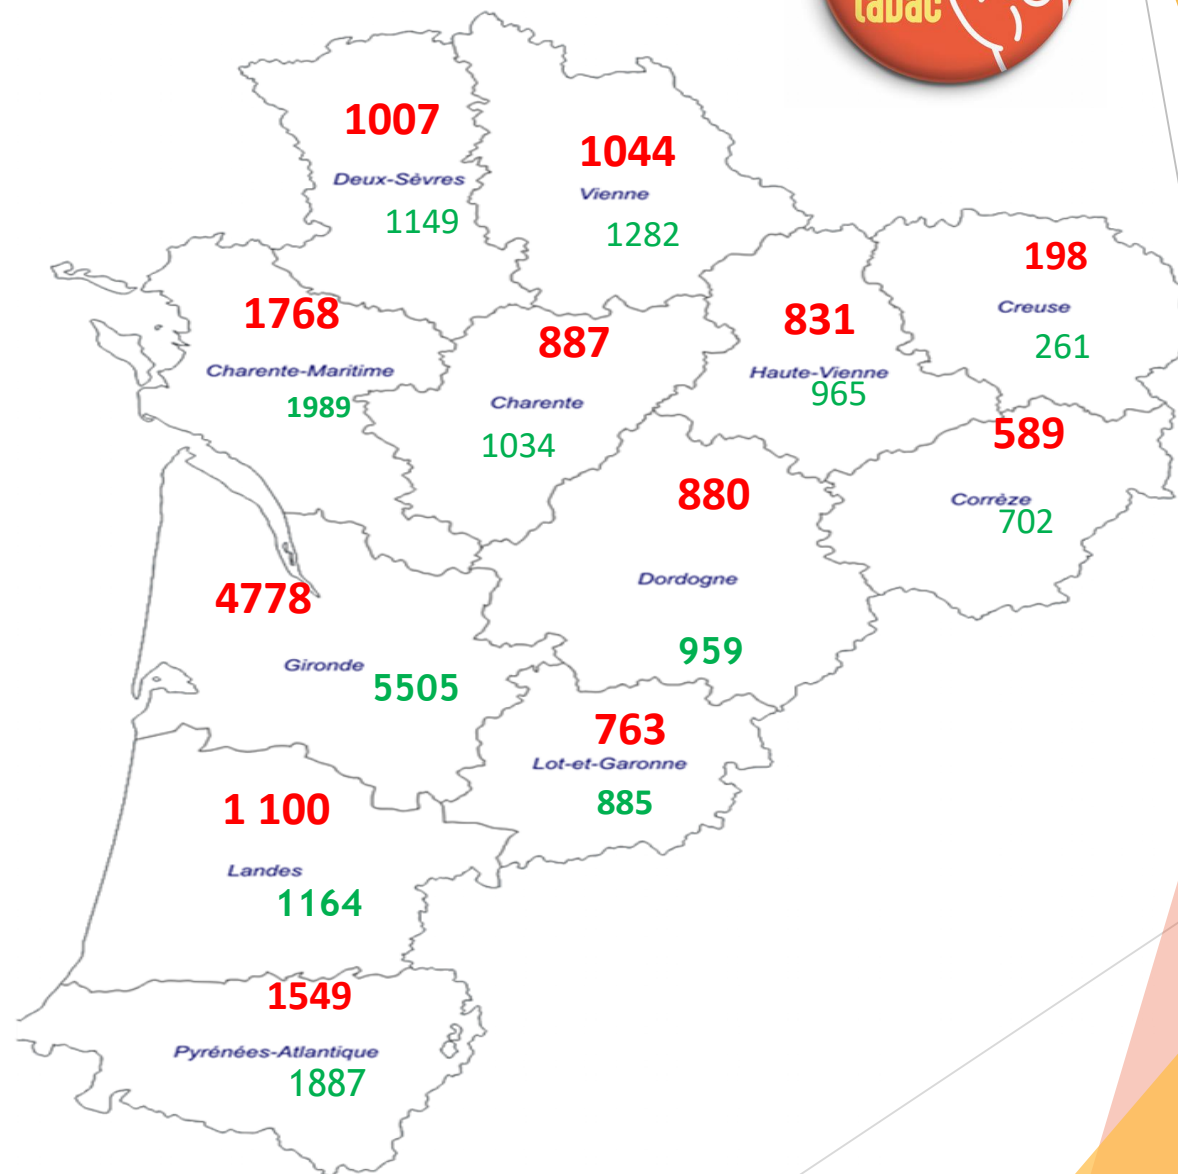 tabac
1007
Deux-Sèvres
1149
1044
Vienne
1282
198
Creuse
261
1768
Charente-Maritime
1989
887
Charente
1034
831
Haute-Vienne
965
589
Corrèze
702
880
Dordogne
959
4778
Gironde
5505
763
Lot-et-Garonne
885
1 100
Landes
1164
1549
Pyrénées-Atlantique
1887